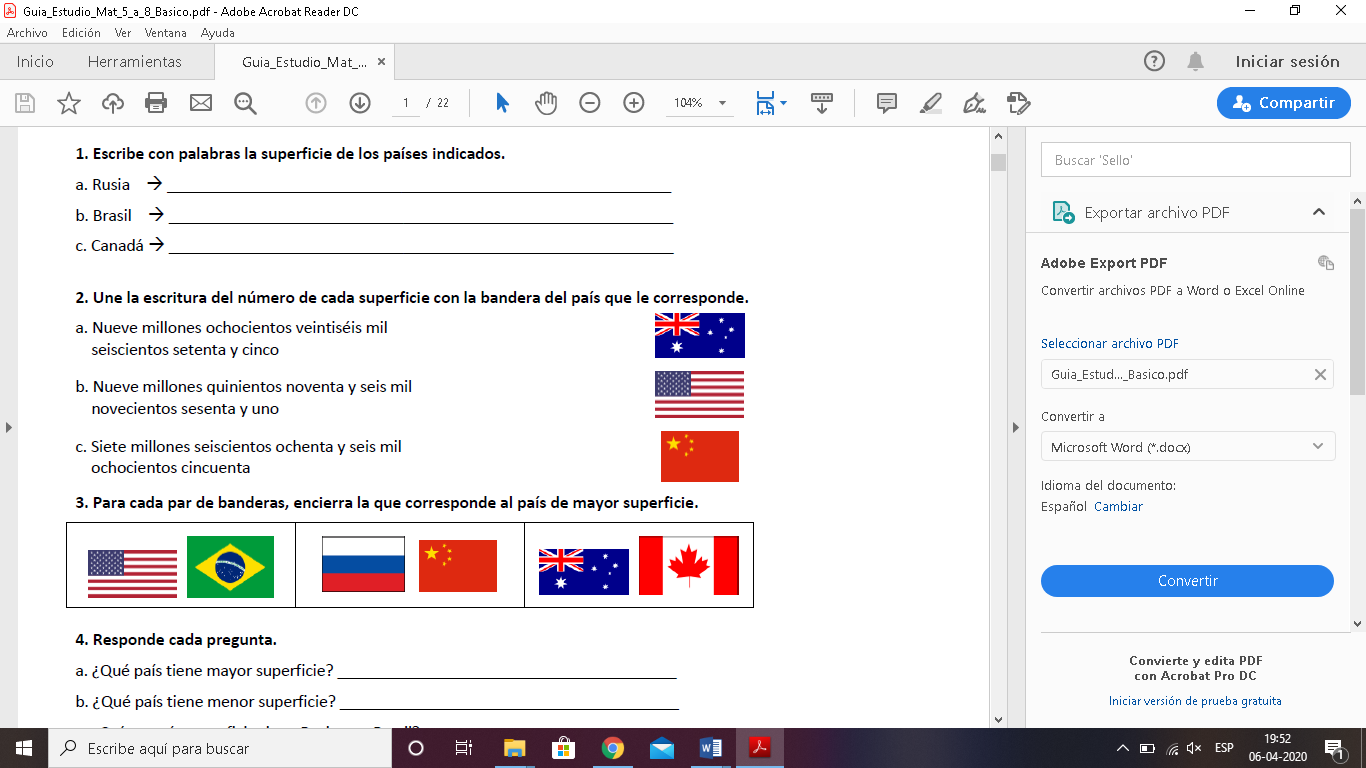 Guia_Estudio_Mat_5_a_8_Basico.pdf - Adobe Acrobat Reader DC
Archivo Edición Ver Ventana Ayuda
Inicio Herramientas Guia_Estudio_Mat_... × Iniciar sesión
1 / 22 104% Compartir
1. Escribe con palabras la superficie de los países indicados.
a. Rusia → ____________________
b. Brasil → ____________________
c. Canadá → ____________________
2. Une la escritura del número de cada superficie con la bandera del país que le corresponde.
a. Nueve millones ochocientos veintiséis mil
seiscientos setenta y cinco
b. Nueve millones quinientos noventa y seis mil
novecientos sesenta y uno
c. Siete millones seiscientos ochenta y seis mil
ochocientos cincuenta
3. Para cada par de banderas, encierra la que corresponde al país de mayor superficie.
4. Responde cada pregunta.
a. ¿Qué país tiene mayor superficie? ____________________
b. ¿Qué país tiene menor superficie? ____________________
Buscar 'Sello'
Exportar archivo PDF
Adobe Export PDF
Convertir archivos PDF a Word o Excel Online
Seleccionar archivo PDF
Guia_Estud..._Basico.pdf
Convertir a
Microsoft Word (*.docx)
Idioma del documento:
Español Cambiar
Convertir
Convierte y edita PDF
con Acrobat Pro DC
Iniciar versión de prueba gratuita
Escribe aquí para buscar
ESP
19:52
06-04-2020
1